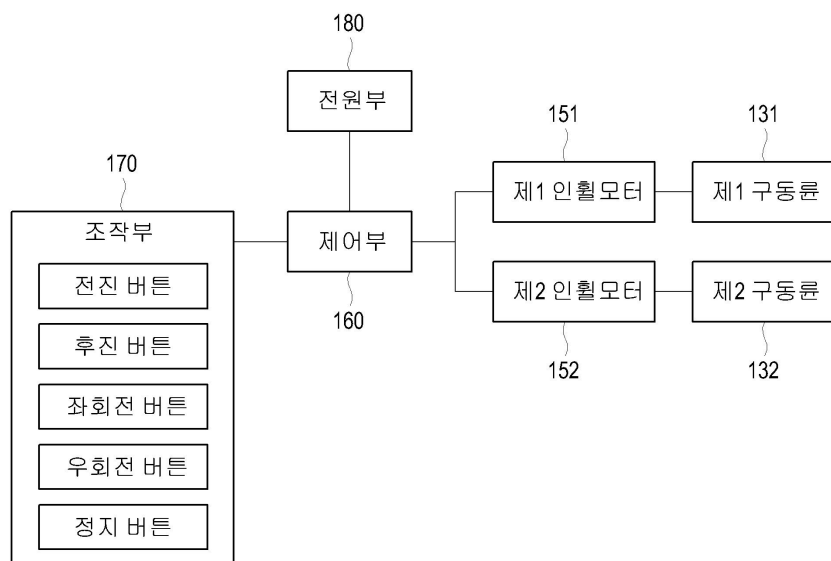 180
전원부
170
조작부
전진 버튼
후진 버튼
좌회전 버튼
우회전 버튼
정지 버튼
제어부
160
151
제1 인휠모터
131
제1 구동륜
제2 인휠모터
152
제2 구동륜
132